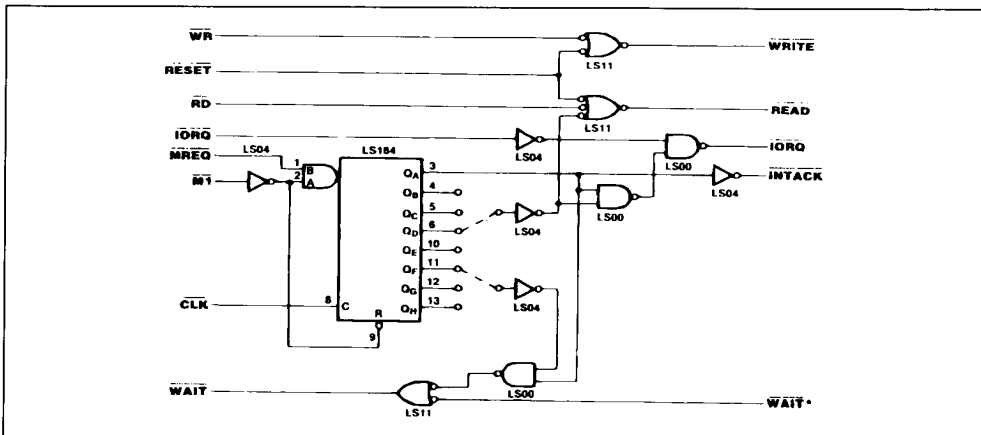 WR
WRITE
LS11
RESET
RD
READ
LS11
IORQ
LS04
IORQ
LS00
MREQ
LS04
LS164
1
B
3
QA
INTACK
LS04
M1
2
A
4
QB
LS00
5
QC
6
QD
LS04
10
QE
11
QF
12
QG
LS04
CLK
8
C
13
QH
R
9
WAIT
LS11
LS00
WAIT*